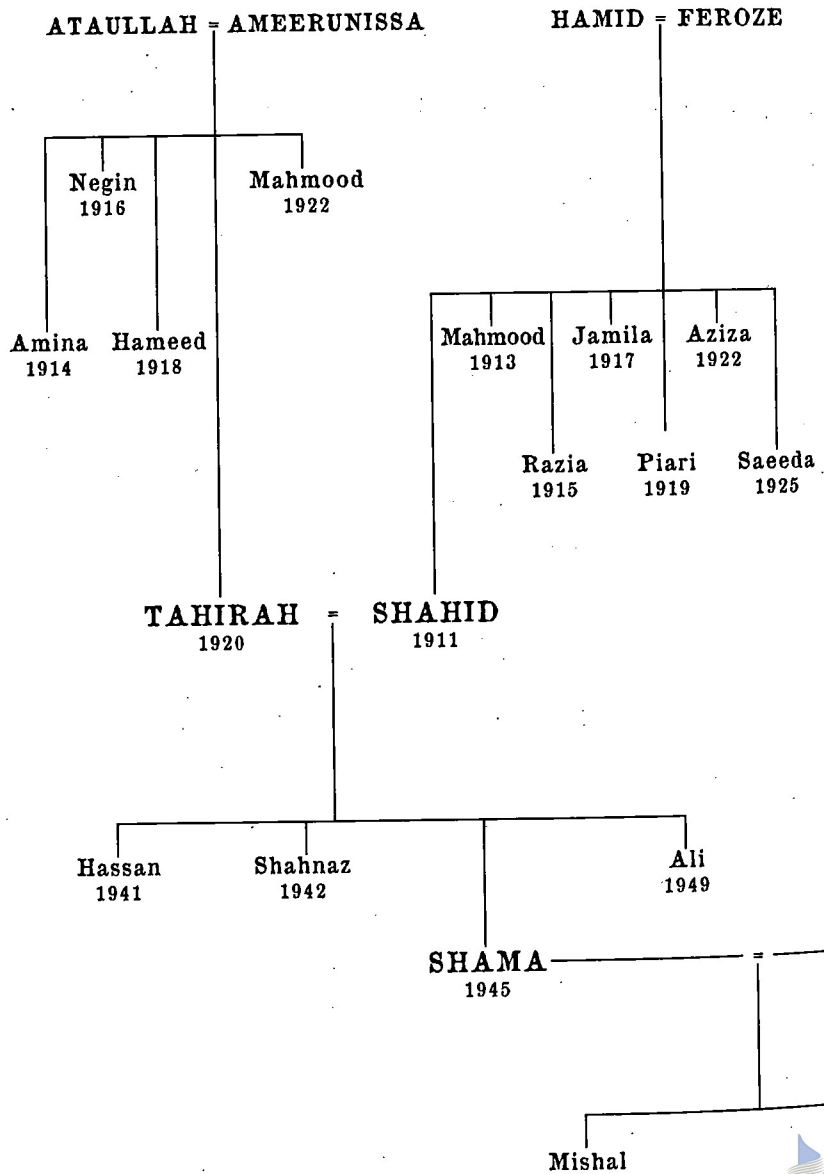 ATAULLAH = AMEERUNISSA
HAMID = FEROZE
Negin
1916
Mahmood
1922
Amina
1914
Hameed
1918
Mahmood
1913
Jamila
1917
Aziza
1922
Razia
1915
Piari
1919
Saeeda
1925
TAHIRAH = SHAHID
1920
1911
Hassan
1941
Shahnaz
1942
Ali
1949
SHAMA =
1945
Mishal